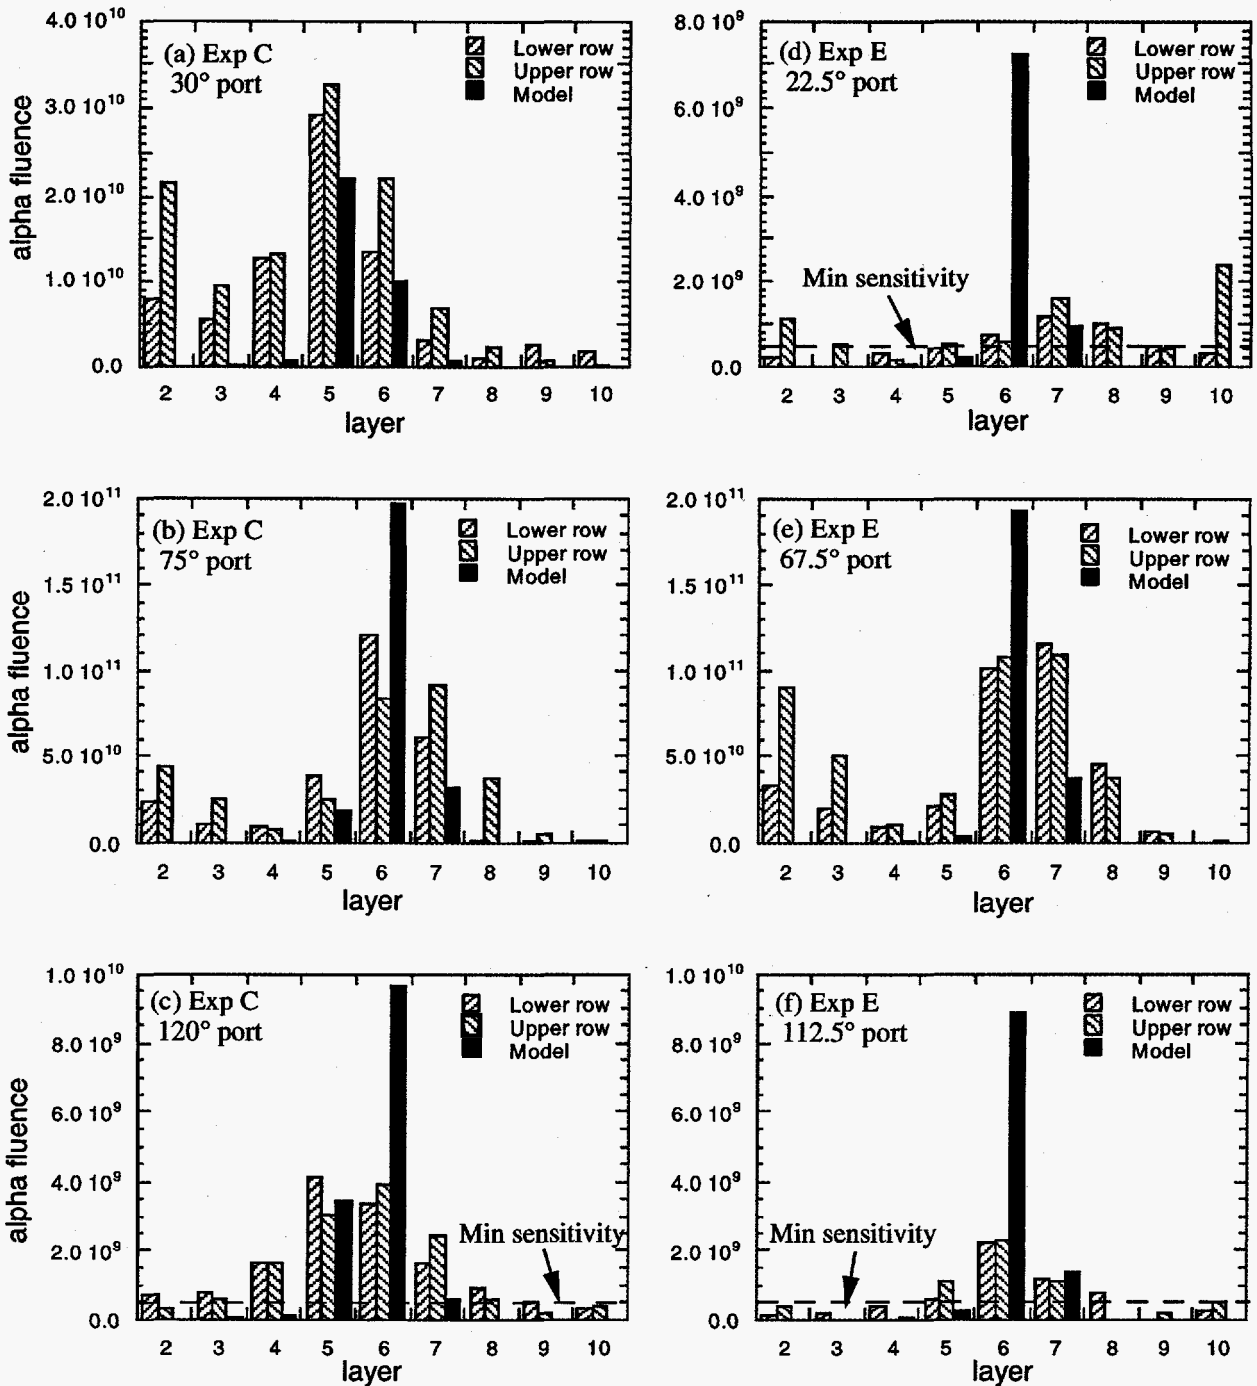 (a) Exp C
30° port
Lower row
Upper row
Model
4.0 10^10
3.0 10^10
2.0 10^10
1.0 10^10
0.0
alpha fluence
2 3 4 5 6 7 8 9 10
layer
(d) Exp E
22.5° port
Lower row
Upper row
Model
8.0 10^9
6.0 10^9
4.0 10^9
2.0 10^9
0.0
Min sensitivity
2 3 4 5 6 7 8 9 10
layer
(b) Exp C
75° port
Lower row
Upper row
Model
2.0 10^11
1.5 10^11
1.0 10^11
5.0 10^10
0.0
alpha fluence
2 3 4 5 6 7 8 9 10
layer
(e) Exp E
67.5° port
Lower row
Upper row
Model
2.0 10^11
1.5 10^11
1.0 10^11
5.0 10^10
0.0
2 3 4 5 6 7 8 9 10
layer
(c) Exp C
120° port
Lower row
Upper row
Model
1.0 10^10
8.0 10^9
6.0 10^9
4.0 10^9
2.0 10^9
0.0
alpha fluence
Min sensitivity
2 3 4 5 6 7 8 9 10
layer
(f) Exp E
112.5° port
Lower row
Upper row
Model
1.0 10^10
8.0 10^9
6.0 10^9
4.0 10^9
2.0 10^9
0.0
Min sensitivity
2 3 4 5 6 7 8 9 10
layer